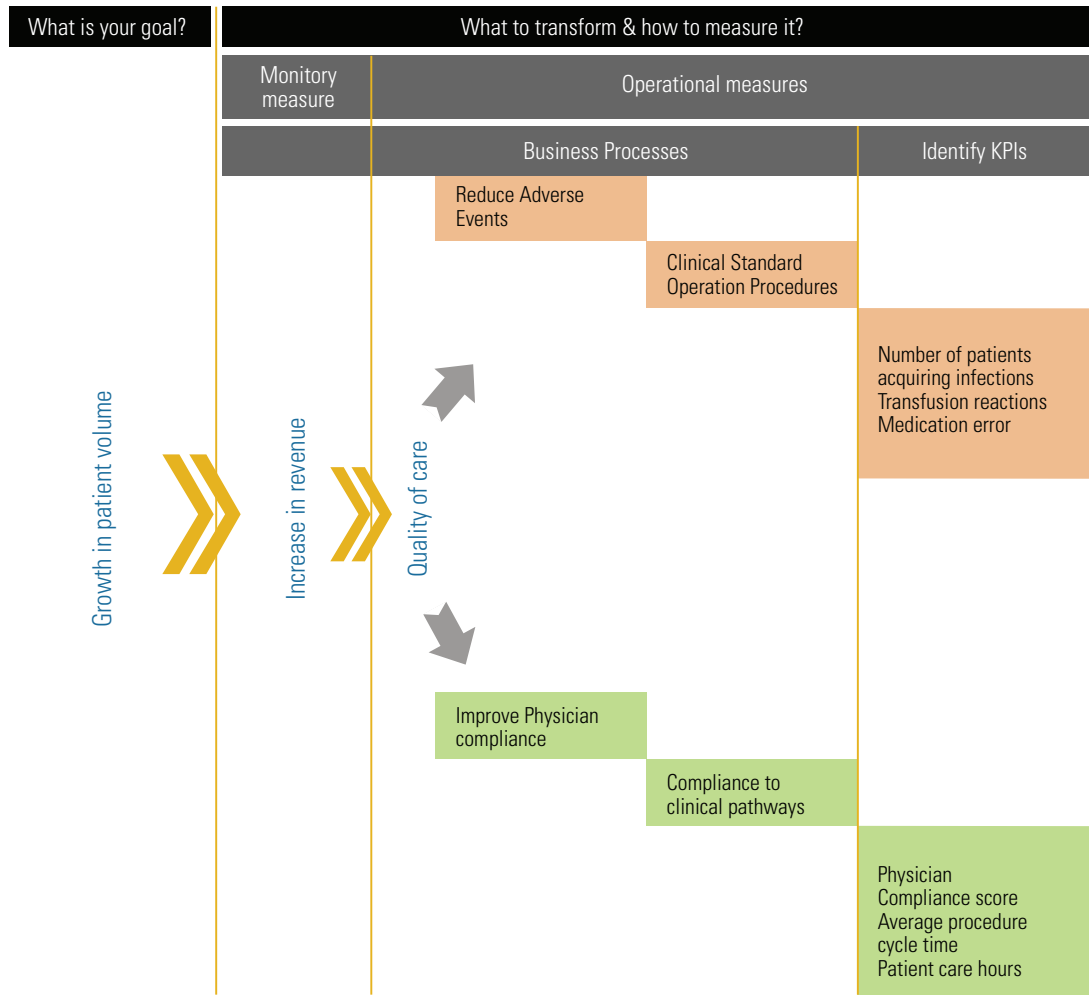 What is your goal?
What to transform & how to measure it?
Monitory
measure
Operational measures
Business Processes
Identify KPIs
Reduce Adverse
Events
Clinical Standard
Operation Procedures
Number of patients
acquiring infections
Transfusion reactions
Medication error
Growth in patient volume
Increase in revenue
Quality of care
Improve Physician
compliance
Compliance to
clinical pathways
Physician
Compliance score
Average procedure
cycle time
Patient care hours